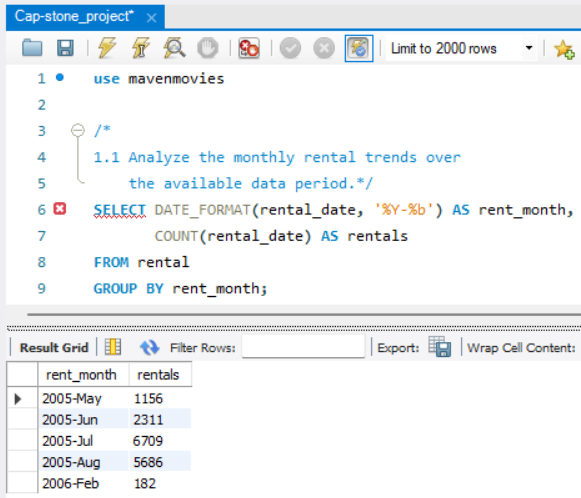 Cap-stone_project*
Limit to 2000 rows
1 use mavenmovies
2
3 /*
4 1.1 Analyze the monthly rental trends over
5 the available data period.*/
6 SELECT DATE_FORMAT(rental_date, '%Y-%b') AS rent_month,
7 COUNT(rental_date) AS rentals
8 FROM rental
9 GROUP BY rent_month;
Result Grid Filter Rows: Export: Wrap Cell Content:
rent_month rentals
2005-May 1156
2005-Jun 2311
2005-Jul 6709
2005-Aug 5686
2006-Feb 182